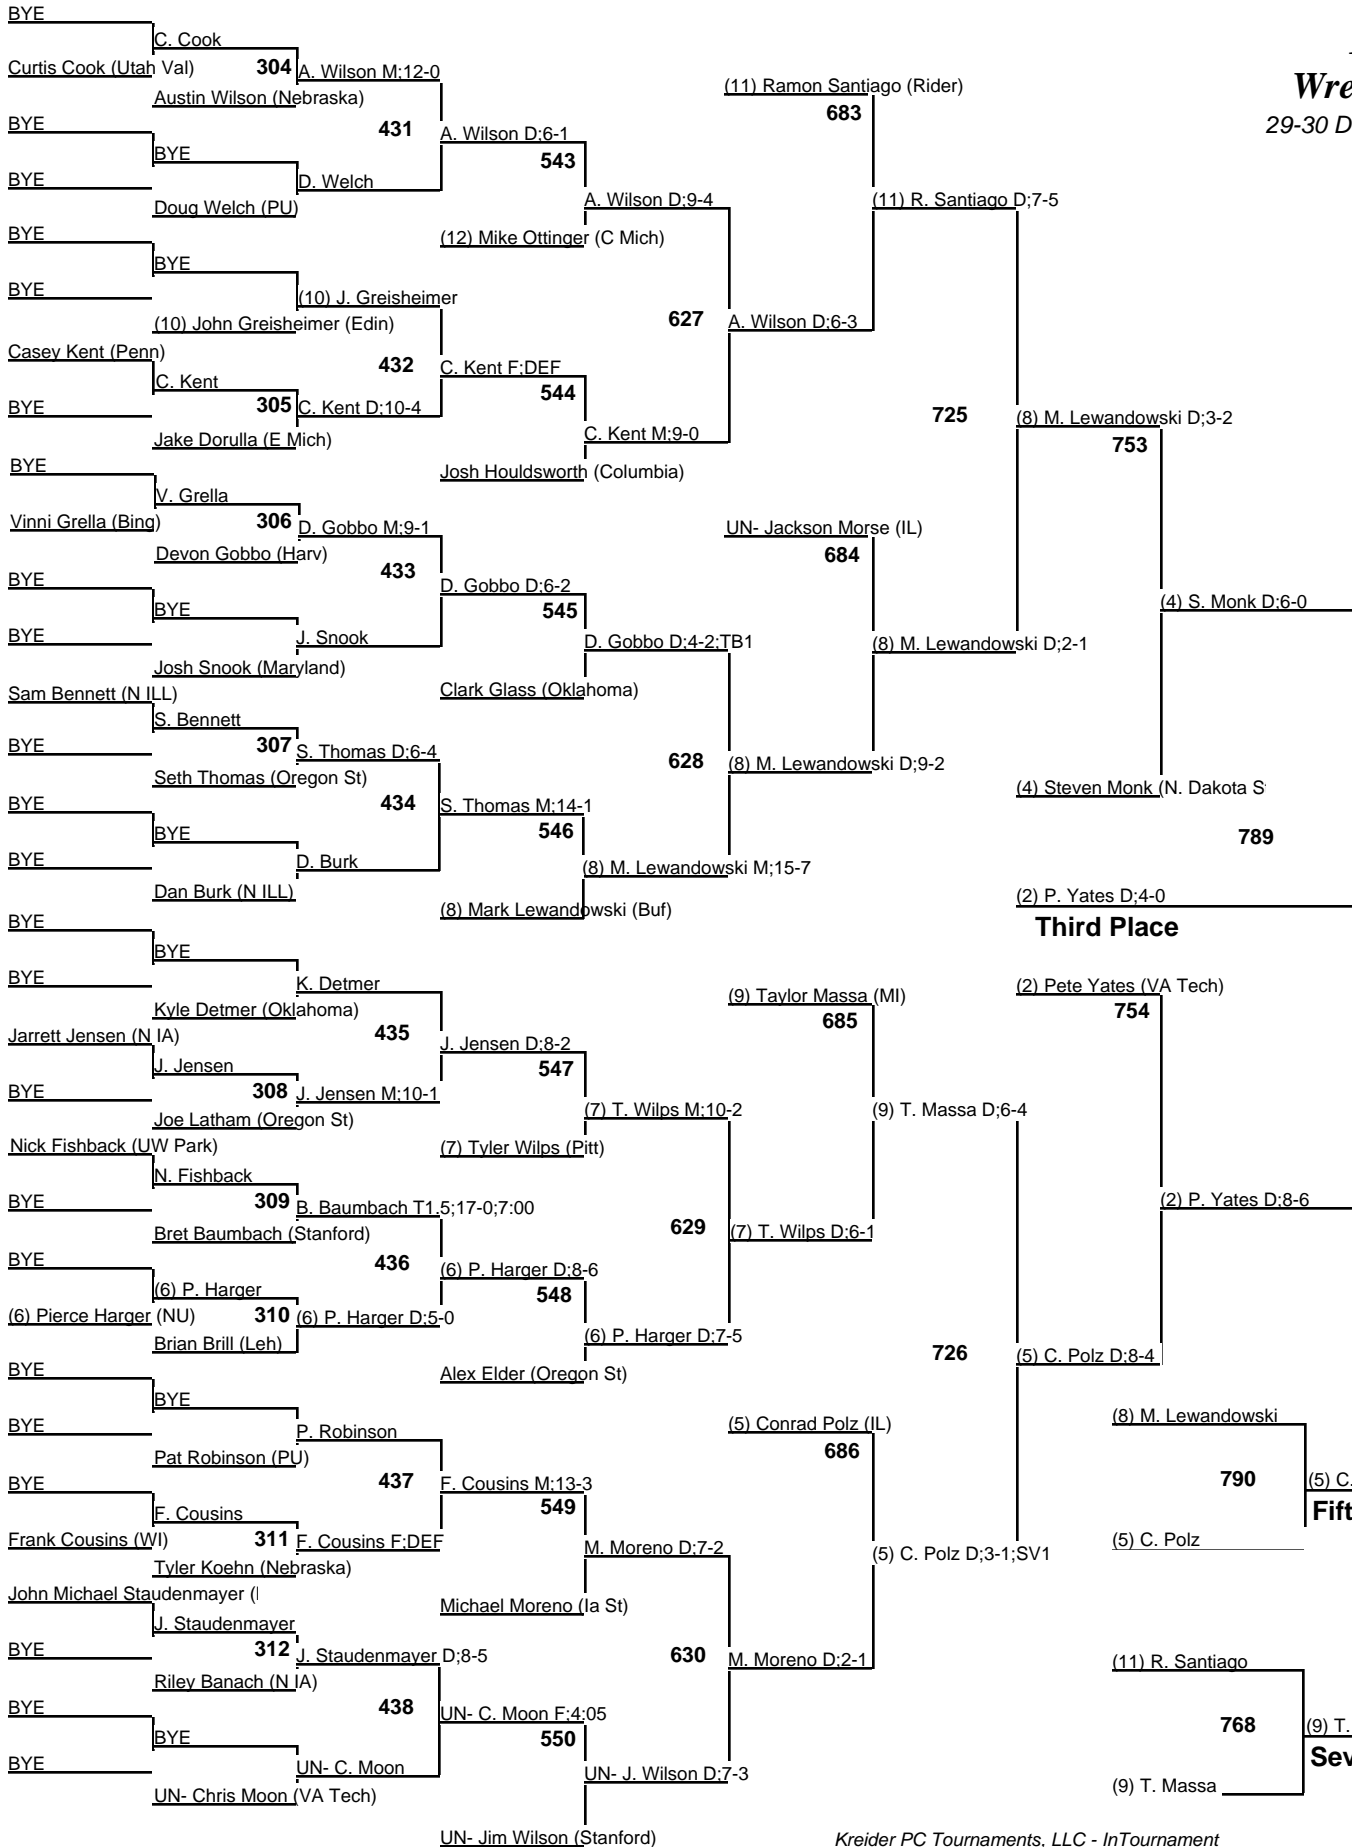 BYE
C. Cook
Curtis Cook (Utah Val)
304
A. Wilson M;12-0
Austin Wilson (Nebraska)
BYE
431
A. Wilson D;6-1
BYE
543
BYE
D. Welch
Doug Welch (PU)
A. Wilson D;9-4
BYE
(12) Mike Ottinger (C Mich)
BYE
BYE
(10) J. Greisheimer
(10) John Greisheimer (Edin)
627
A. Wilson D;6-3
Casey Kent (Penn)
432
C. Kent F;DEF
C. Kent
544
BYE
305
C. Kent D;10-4
Jake Dorulla (E Mich)
C. Kent M;9-0
BYE
Josh Houldsworth (Columbia)
V. Grella
Vinni Grella (Bing)
306
D. Gobbo M;9-1
Devon Gobbo (Harv)
433
BYE
D. Gobbo D;6-2
BYE
545
BYE
J. Snook
D. Gobbo D;4-2;TB1
Josh Snook (Maryland)
Sam Bennett (N ILL)
Clark Glass (Oklahoma)
S. Bennett
BYE
307
S. Thomas D;6-4
628
(8) M. Lewandowski D;9-2
Seth Thomas (Oregon St)
BYE
434
S. Thomas M;14-1
BYE
546
BYE
D. Burk
(8) M. Lewandowski M;15-7
Dan Burk (N ILL)
(8) Mark Lewandowski (Buf)
(11) Ramon Santiago (Rider)
683
(11) R. Santiago D;7-5
725
(8) M. Lewandowski D;3-2
753
UN- Jackson Morse (IL)
684
(8) M. Lewandowski D;2-1
(4) S. Monk D;6-0
(4) Steven Monk (N. Dakota S
789
(2) P. Yates D;4-0
Third Place
Wre
29-30 D
BYE
BYE
BYE
K. Detmer
Kyle Detmer (Oklahoma)
Jarrett Jensen (N IA)
435
J. Jensen D;8-2
J. Jensen
547
BYE
308
J. Jensen M;10-1
Joe Latham (Oregon St)
(7) T. Wilps M;10-2
Nick Fishback (UW Park)
(7) Tyler Wilps (Pitt)
N. Fishback
BYE
309
B. Baumbach T1.5;17-0;7:00
Bret Baumbach (Stanford)
629
(7) T. Wilps D;6-1
BYE
436
(6) P. Harger D;8-6
(6) P. Harger
548
(6) Pierce Harger (NU)
310
(6) P. Harger D;5-0
Brian Brill (Leh)
(6) P. Harger D;7-5
BYE
Alex Elder (Oregon St)
BYE
BYE
P. Robinson
Pat Robinson (PU)
BYE
437
F. Cousins M;13-3
F. Cousins
549
Frank Cousins (WI)
311
F. Cousins F;DEF
Tyler Koehn (Nebraska)
M. Moreno D;7-2
John Michael Staudenmayer (
Michael Moreno (Ia St)
J. Staudenmayer
BYE
312
J. Staudenmayer D;8-5
630
M. Moreno D;2-1
Riley Banach (N IA)
BYE
438
UN- C. Moon F;4:05
BYE
550
BYE
UN- C. Moon
UN- J. Wilson D;7-3
UN- Chris Moon (VA Tech)
UN- Jim Wilson (Stanford)
(9) Taylor Massa (MI)
685
(9) T. Massa D;6-4
(2) Pete Yates (VA Tech)
754
(2) P. Yates D;8-6
726
(5) C. Polz D;8-4
(5) Conrad Polz (IL)
686
(5) C. Polz D;3-1;SV1
(8) M. Lewandowski
790
(5) C.
Fift
(5) C. Polz
(11) R. Santiago
768
(9) T.
Sev
(9) T. Massa
Kreider PC Tournaments, LLC - InTournament